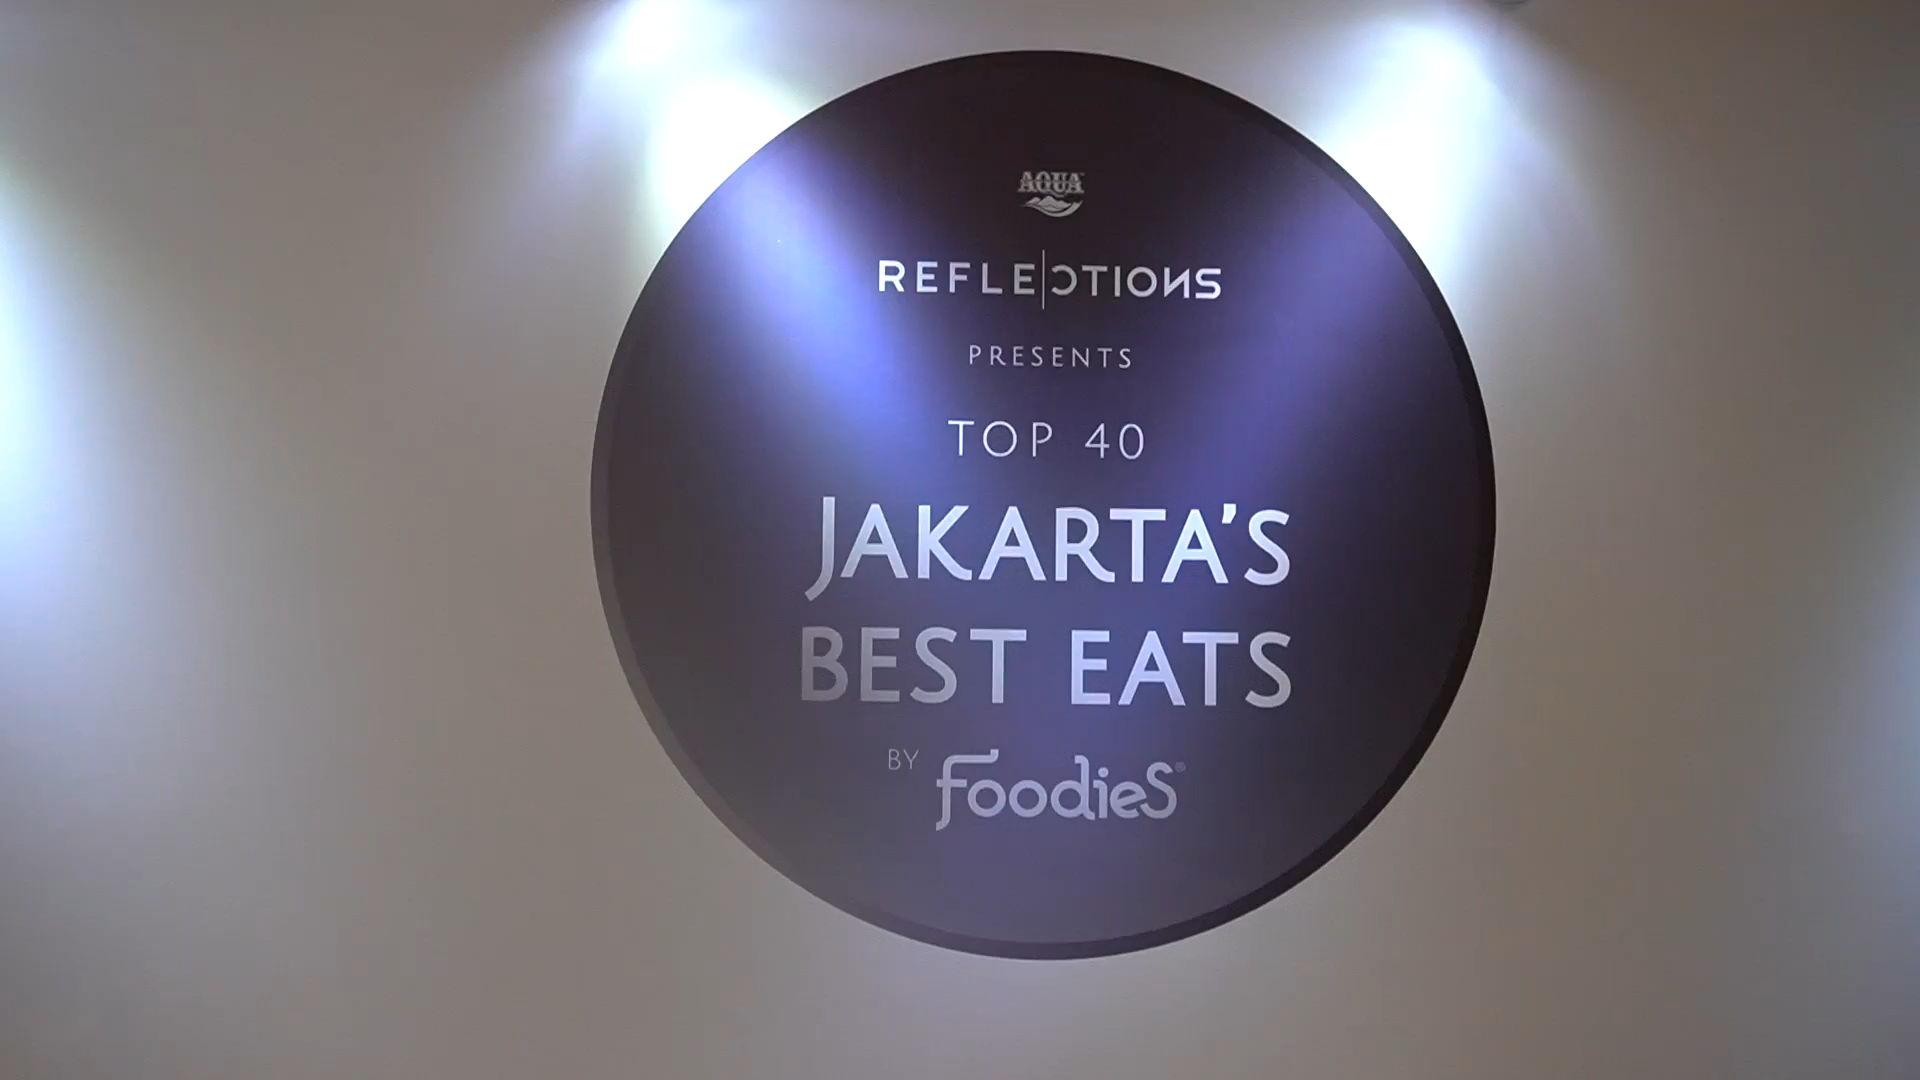 AQUA
REFLECTIONS
PRESENTS
TOP 40
JAKARTA'S
BEST EATS
BY FoodieS®